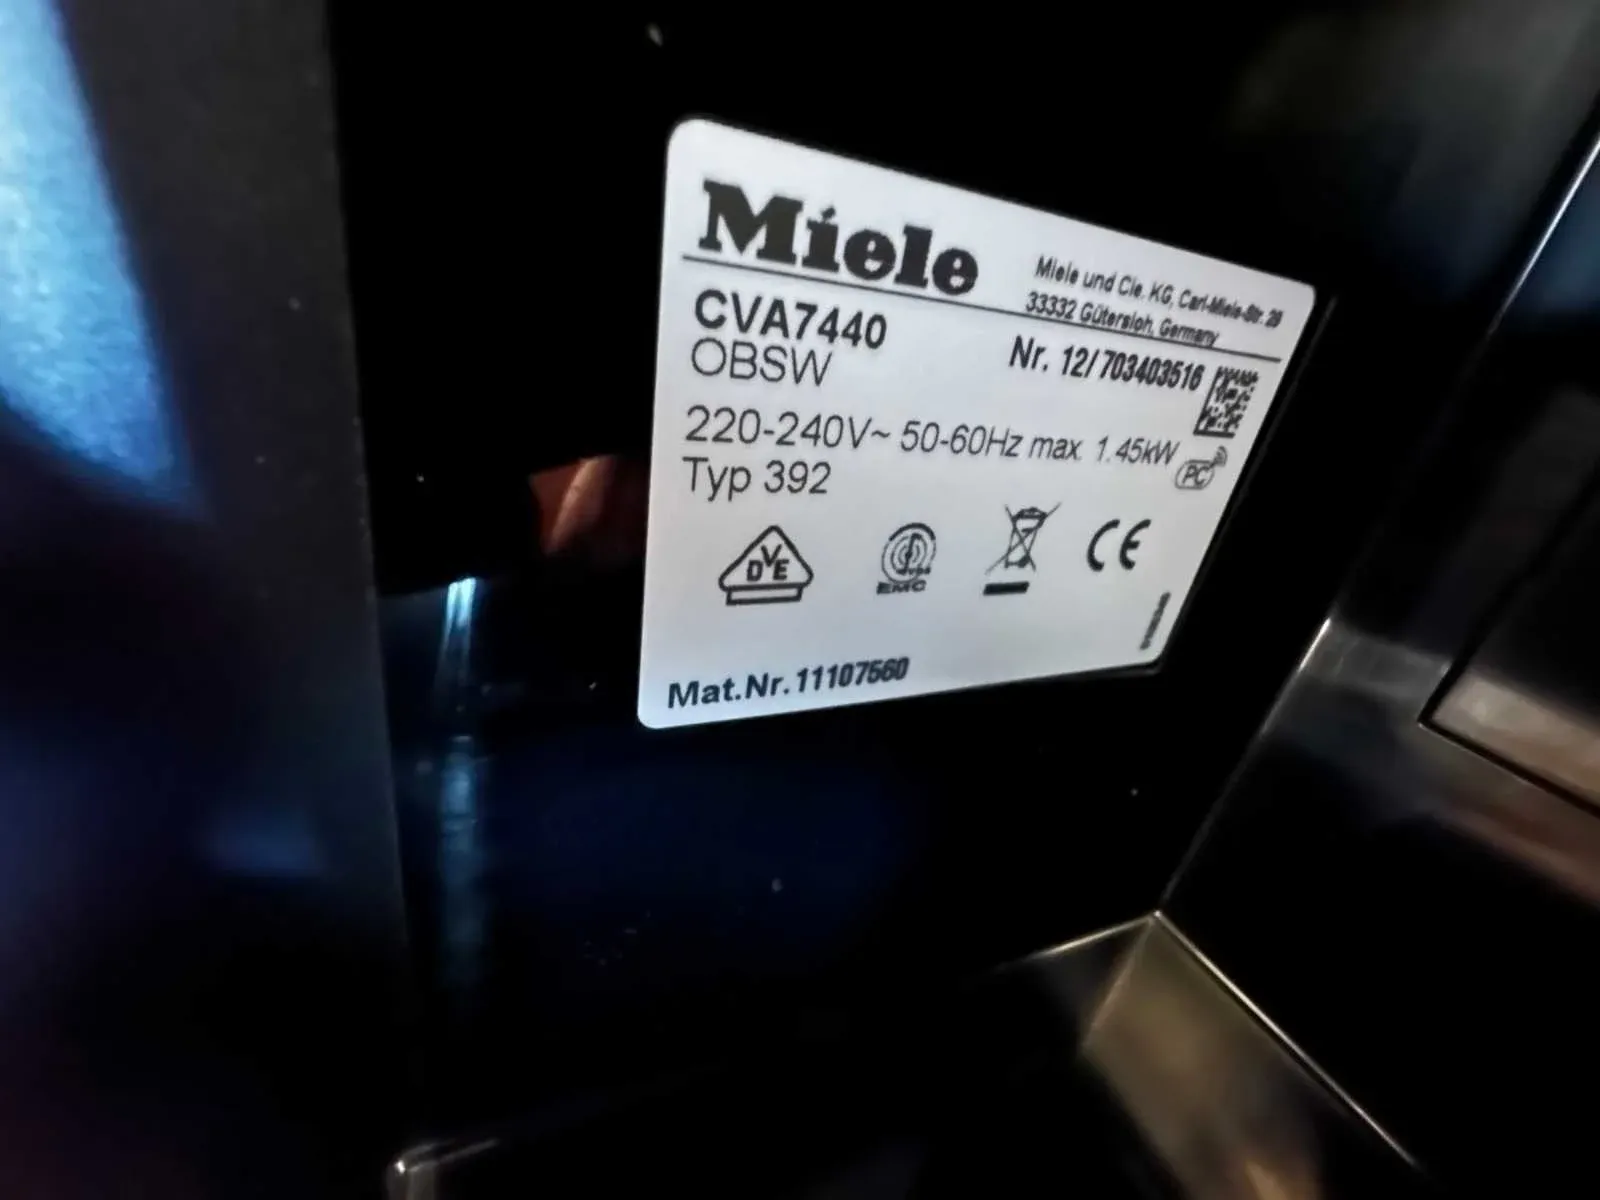 Miele
Miele und Cie. KG, Carl-Miele-Str. 29
33332 Gütersloh, Germany
CVA7440
OBSW
Nr. 12/703403516
220-240V~ 50-60Hz max. 1.45kW
PC
Typ 392
DVE
EMC
CE
Mat.Nr.11107560